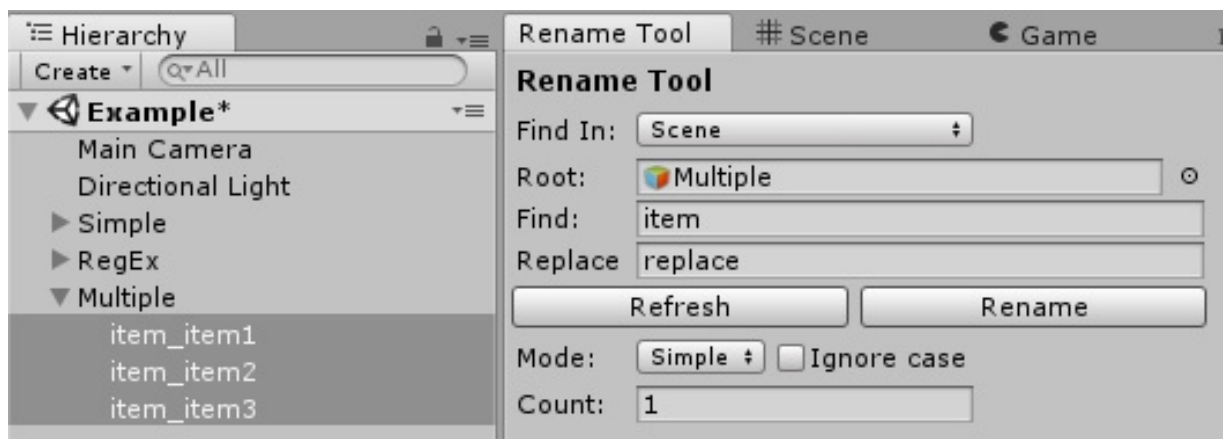 Hierarchy
Create All
Example*
Main Camera
Directional Light
Simple
RegEx
Multiple
item_item1
item_item2
item_item3
Rename Tool Scene Game
Rename Tool
Find In: Scene
Root: Multiple
Find: item
Replace replace
Refresh Rename
Mode: Simple Ignore case
Count: 1